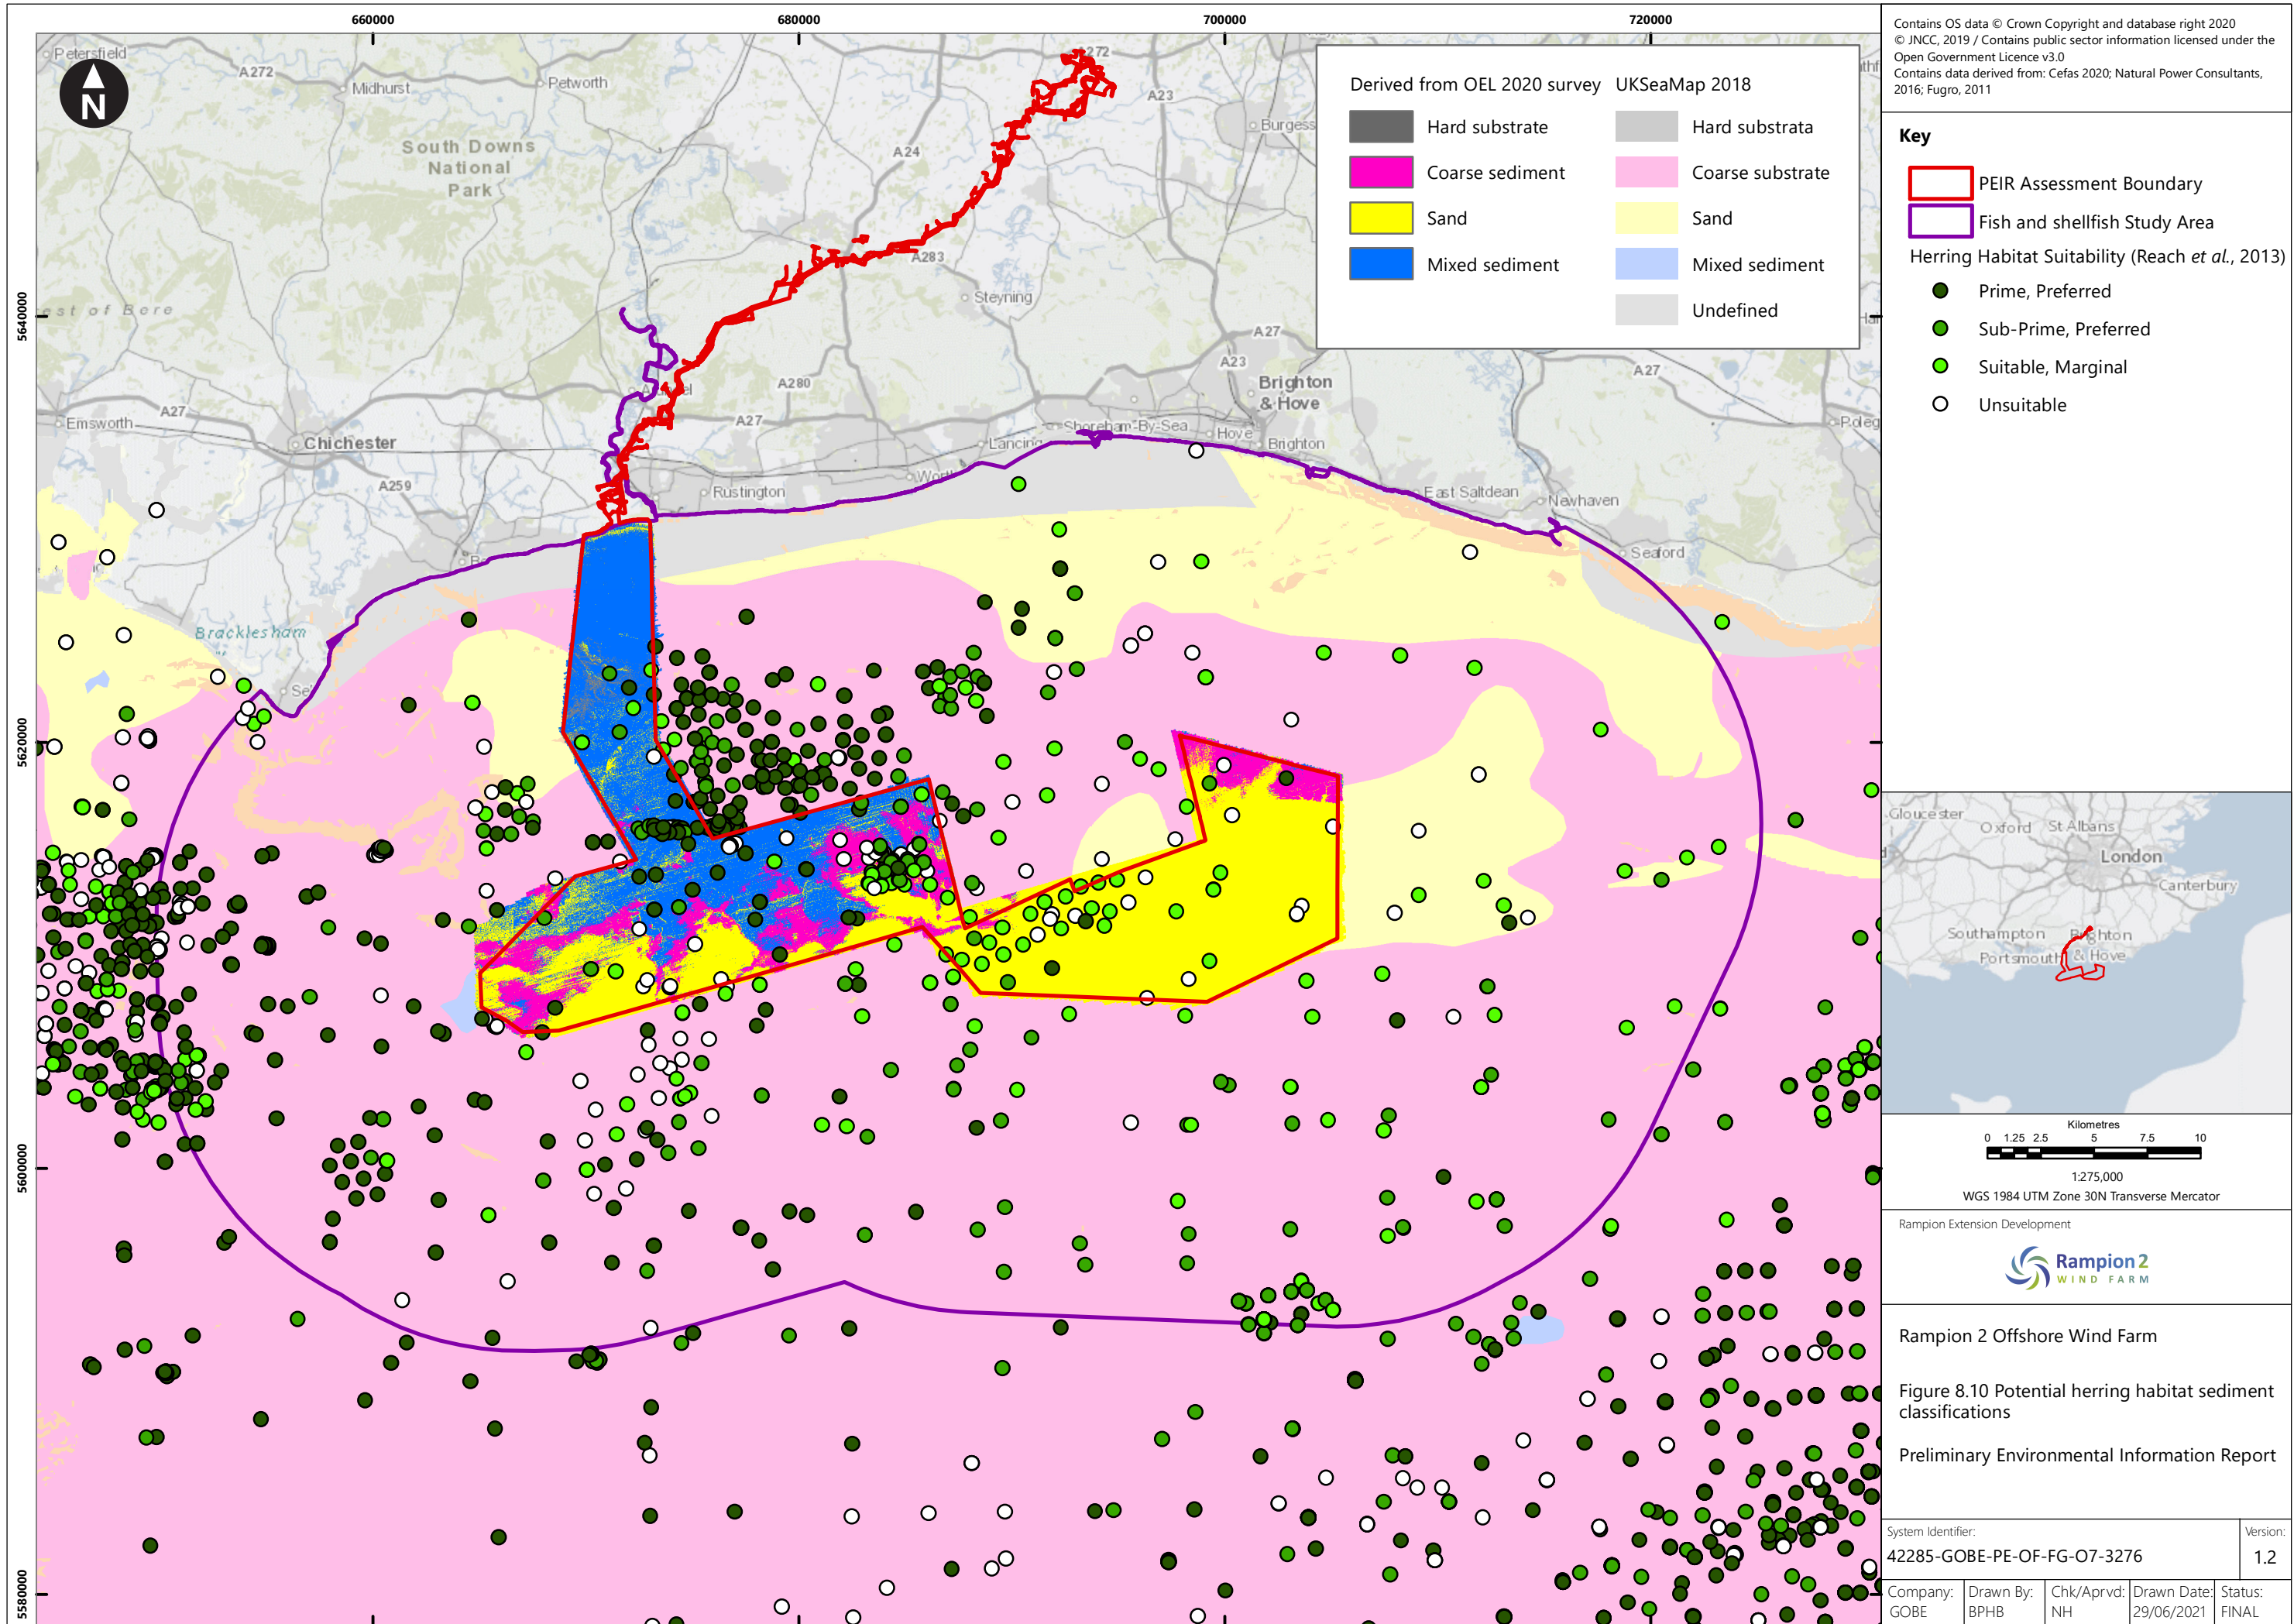 660000
680000
700000
720000
5640000
5620000
5600000
5580000
N
Petersfield
A272
Midhurst
Petworth
South Downs
National
Park
A272
A23
Burgess
A24
A283
Steyning
est of Bere
A27
A23
Brighton
& Hove
A27
A280
A27
Emsworth
A27
Chichester
A259
Rustington
Lancing
Shoreham-By-Sea
Hove
Brighton
East Saltdean
Newhaven
Seaford
Poleg
Bracklesham
Derived from OEL 2020 survey
Hard substrate
Coarse sediment
Sand
Mixed sediment
UKSeaMap 2018
Hard substrata
Coarse substrate
Sand
Mixed sediment
Undefined
Contains OS data © Crown Copyright and database right 2020
© JNCC, 2019 / Contains public sector information licensed under the
Open Government Licence v3.0
Contains data derived from: Cefas 2020; Natural Power Consultants,
2016; Fugro, 2011
Key
PEIR Assessment Boundary
Fish and shellfish Study Area
Herring Habitat Suitability (Reach et al., 2013)
Prime, Preferred
Sub-Prime, Preferred
Suitable, Marginal
Unsuitable
Gloucester
Oxford
St Albans
London
Canterbury
Southampton
Brighton
Portsmouth
& Hove
Kilometres
0 1.25 2.5 5 7.5 10
1:275,000
WGS 1984 UTM Zone 30N Transverse Mercator
Rampion Extension Development
Rampion 2
WIND FARM
Rampion 2 Offshore Wind Farm
Figure 8.10 Potential herring habitat sediment
classifications
Preliminary Environmental Information Report
System Identifier:
42285-GOBE-PE-OF-FG-O7-3276
Version:
1.2
Company:
GOBE
Drawn By:
BPHB
Chk/Aprvd:
NH
Drawn Date:
29/06/2021
Status:
FINAL